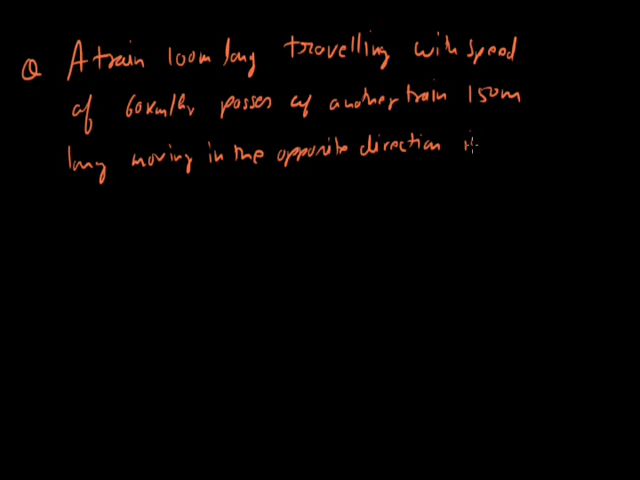 Q A train 100m long travelling with speed
of 60km/hr passes of another train 150m
long moving in the opposite direction i